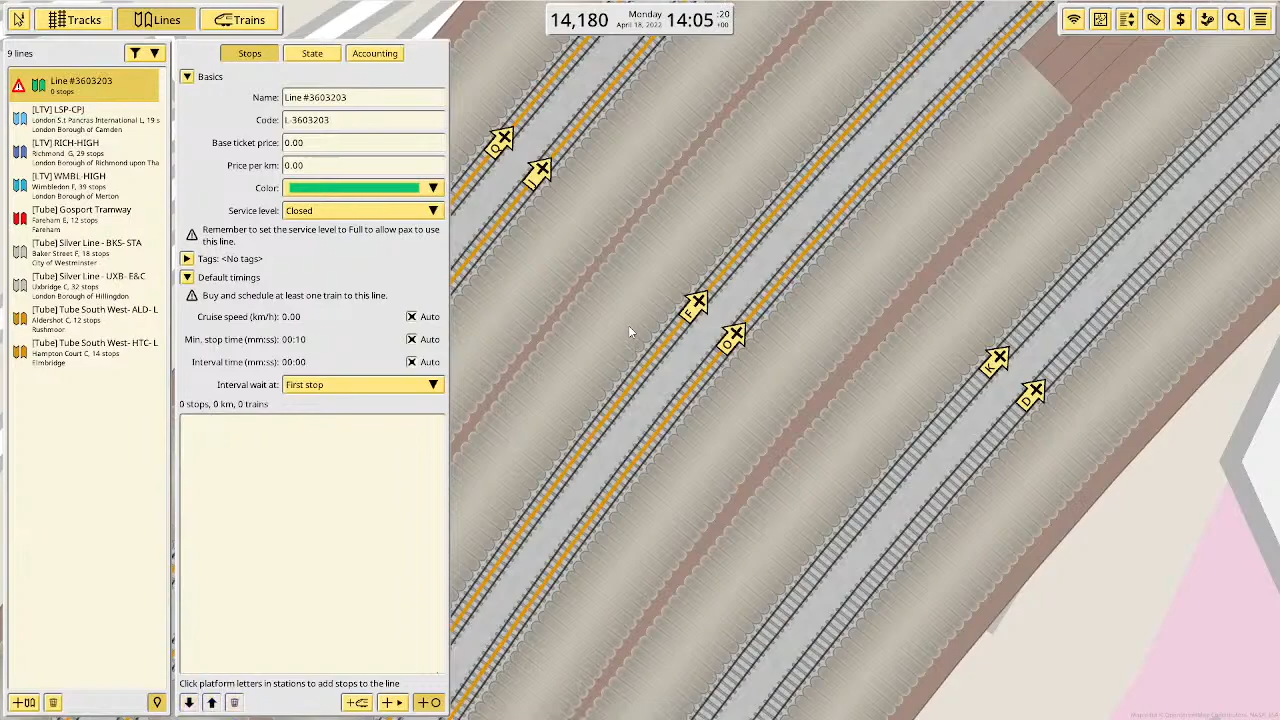 Tracks
Lines
Trains
14,180
Monday
April 18, 2022
14:05
:20
+00
9 lines
Line #3603203
0 stops
[LTV] LSP-CPJ
London S.t Pancras International L, 19 s
London Borough of Camden
[LTV] RICH-HIGH
Richmond G, 29 stops
London Borough of Richmond upon Tha
[LTV] WMBL-HIGH
Wimbledon F, 39 stops
London Borough of Merton
[Tube] Gosport Tramway
Fareham E, 12 stops
Fareham
[Tube] Silver Line- BKS- STA
Baker Street F, 18 stops
City of Westminster
[Tube] Silver Line- UXB- E&C
Uxbridge C, 32 stops
London Borough of Hillingdon
[Tube] Tube South West- ALD- L
Aldershot C, 12 stops
Rushmoor
[Tube] Tube South West- HTC- L
Hampton Court C, 14 stops
Elmbridge
Stops
State
Accounting
Basics
Name: Line #3603203
Code: L-3603203
Base ticket price: 0.00
Price per km: 0.00
Color:
Service level: Closed
Remember to set the service level to Full to allow pax to use
this line.
Tags: <No tags>
Default timings
Buy and schedule at least one train to this line.
Cruise speed (km/h): 0.00 Auto
Min. stop time (mm:ss): 00:10 Auto
Interval time (mm:ss): 00:00 Auto
Interval wait at: First stop
0 stops, 0 km, 0 trains
Click platform letters in stations to add stops to the line
F
O
K
D